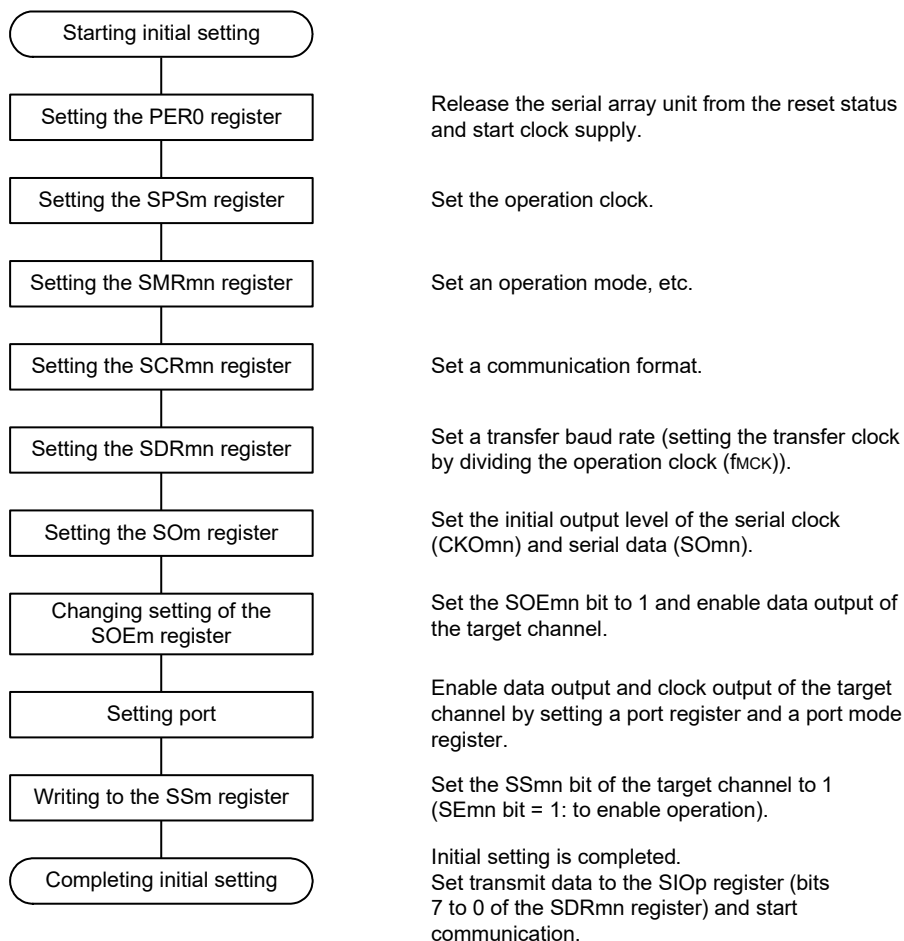 Starting initial setting
Setting the PER0 register
Release the serial array unit from the reset status
and start clock supply.
Setting the SPSm register
Set the operation clock.
Setting the SMRmn register
Set an operation mode, etc.
Setting the SCRmn register
Set a communication format.
Setting the SDRmn register
Set a transfer baud rate (setting the transfer clock
by dividing the operation clock (fMCK)).
Setting the SOm register
Set the initial output level of the serial clock
(CKOmn) and serial data (SOmn).
Changing setting of the
SOEm register
Set the SOEmn bit to 1 and enable data output of
the target channel.
Setting port
Enable data output and clock output of the target
channel by setting a port register and a port mode
register.
Writing to the SSm register
Set the SSmn bit of the target channel to 1
(SEmn bit = 1: to enable operation).
Completing initial setting
Initial setting is completed.
Set transmit data to the SIOp register (bits
7 to 0 of the SDRmn register) and start
communication.